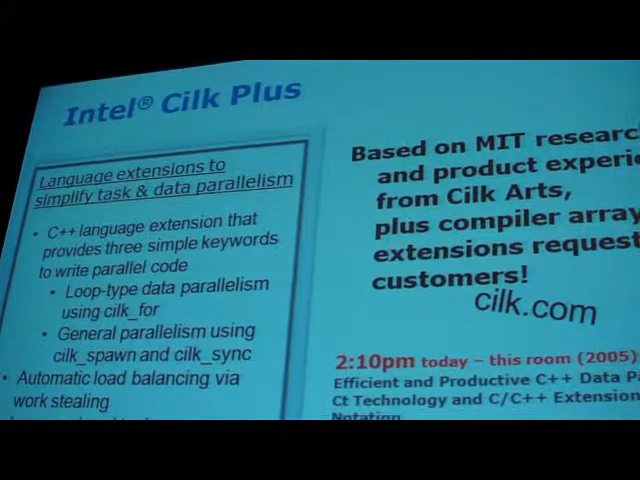 Intel® Cilk Plus
Language extensions to
simplify task & data parallelism
• C++ language extension that
provides three simple keywords
to write parallel code
• Loop-type data parallelism
using cilk_for
• General parallelism using
cilk_spawn and cilk_sync
• Automatic load balancing via
work stealing
Based on MIT researc
and product experi
from Cilk Arts,
plus compiler array
extensions request
customers!
cilk.com
2:10pm today – this room (2005)
Efficient and Productive C++ Data P
Ct Technology and C/C++ Extension
Notation